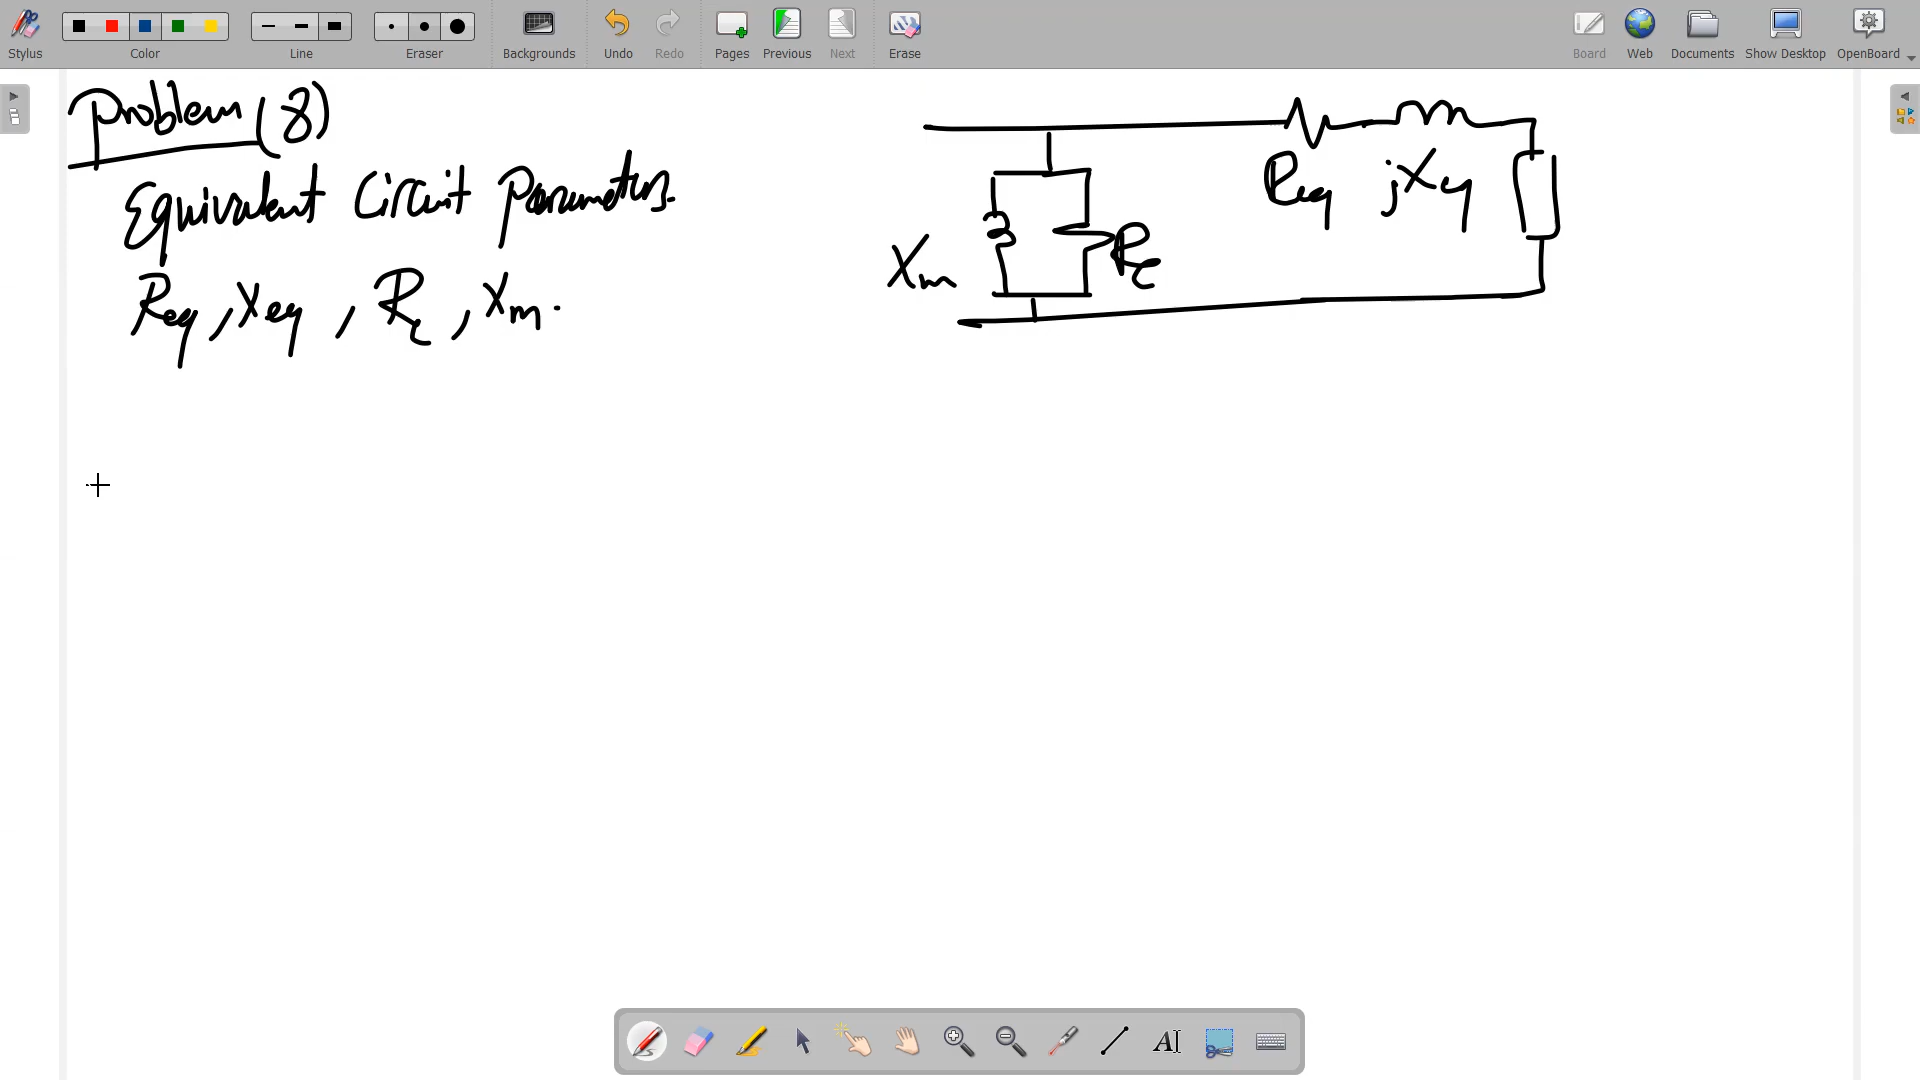 Stylus Color Line Eraser Backgrounds Undo Redo Pages Previous Next Erase Board Web Documents Show Desktop OpenBoard
Problem (8)
Equivalent Circuit Parameters.
Req, Xeq, Rc, Xm.
Req jXeq
Xm Rc
AI